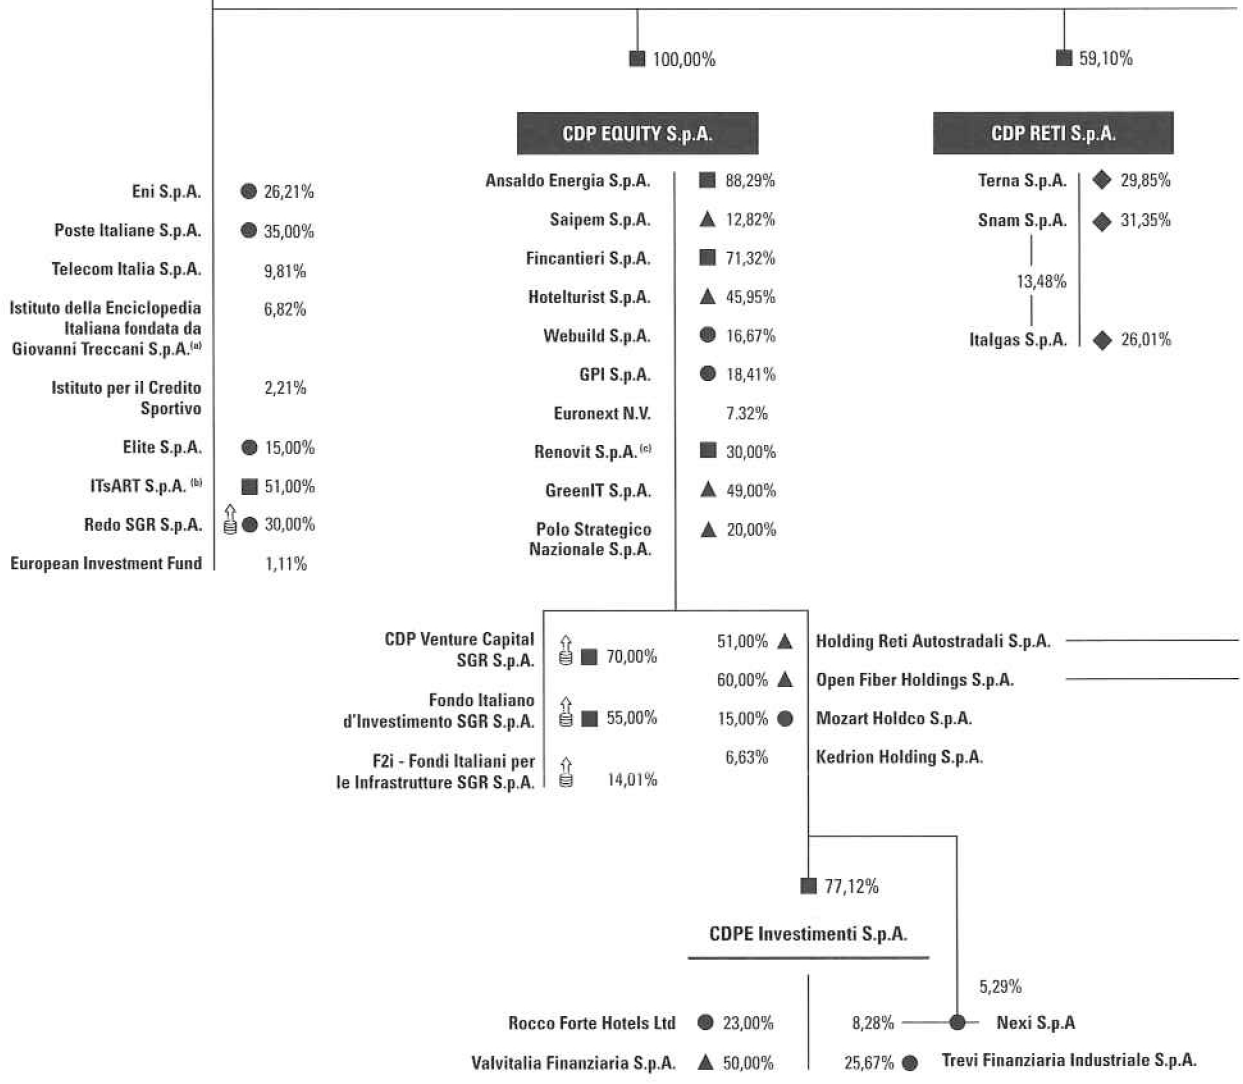 100,00%
59,10%
CDP EQUITY S.p.A.
CDP RETI S.p.A.
Eni S.p.A. 26,21%
Poste Italiane S.p.A. 35,00%
Telecom Italia S.p.A. 9,81%
Istituto della Enciclopedia 6,82%
Italiana fondata da
Giovanni Treccani S.p.A.(a)
Istituto per il Credito 2,21%
Sportivo
Elite S.p.A. 15,00%
ITsART S.p.A. (b) 51,00%
Redo SGR S.p.A. 30,00%
European Investment Fund 1,11%
Ansaldo Energia S.p.A. 88,29%
Saipem S.p.A. 12,82%
Fincantieri S.p.A. 71,32%
Hotelturist S.p.A. 45,95%
Webuild S.p.A. 16,67%
GPI S.p.A. 18,41%
Euronext N.V. 7.32%
Renovit S.p.A. (c) 30,00%
GreenIT S.p.A. 49,00%
Polo Strategico 20,00%
Nazionale S.p.A.
Terna S.p.A. 29,85%
Snam S.p.A. 31,35%
13,48%
Italgas S.p.A. 26,01%
CDP Venture Capital
SGR S.p.A. 70,00%
Fondo Italiano
d'Investimento SGR S.p.A. 55,00%
F2i - Fondi Italiani per
le Infrastrutture SGR S.p.A. 14,01%
51,00% Holding Reti Autostradali S.p.A.
60,00% Open Fiber Holdings S.p.A.
15,00% Mozart Holdco S.p.A.
6,63% Kedrion Holding S.p.A.
77,12%
CDPE Investimenti S.p.A.
5,29%
Rocco Forte Hotels Ltd 23,00%
8,28% Nexi S.p.A
Valvitalia Finanziaria S.p.A. 50,00%
25,67% Trevi Finanziaria Industriale S.p.A.